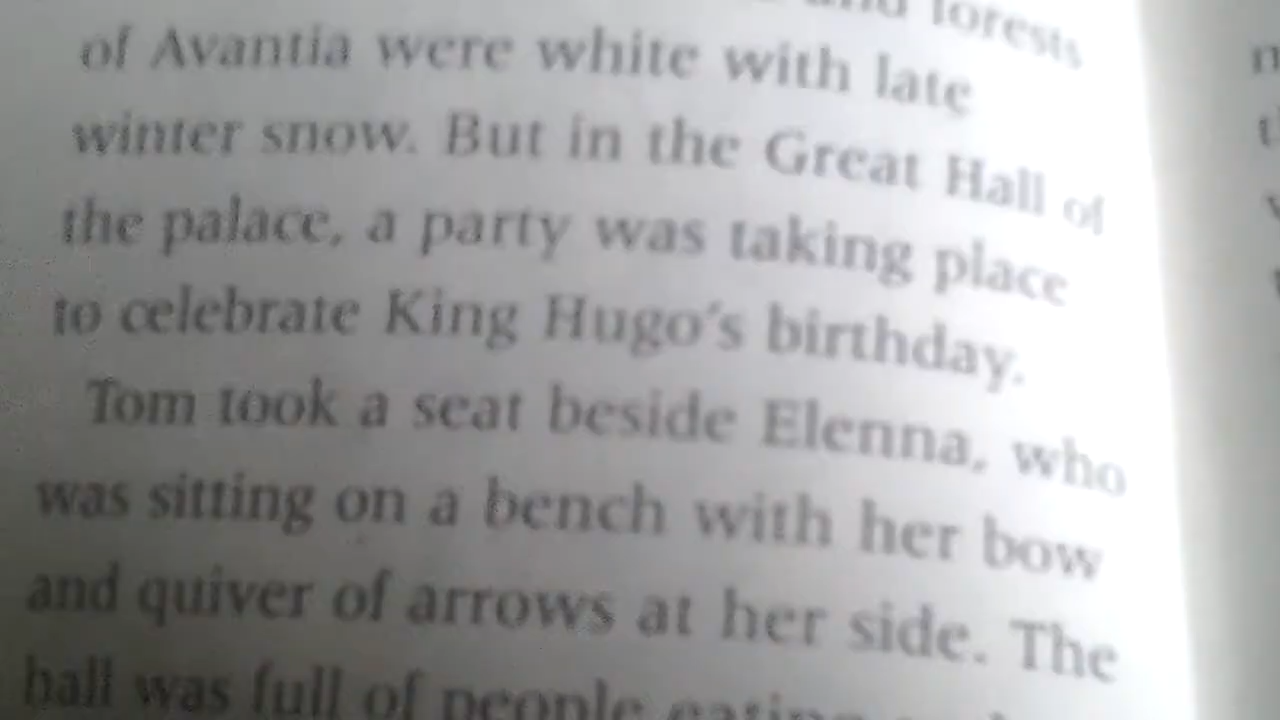 and forests
of Avantia were white with late
winter snow. But in the Great Hall of
the palace, a party was taking place
to celebrate King Hugo's birthday.
Tom took a seat beside Elenna, who
was sitting on a bench with her bow
and quiver of arrows at her side. The
hall was full of people eating